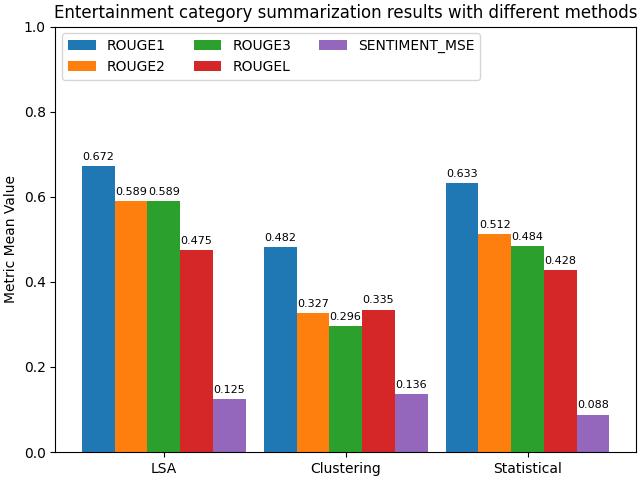 Entertainment category summarization results with different methods
ROUGE1
ROUGE2
ROUGE3
ROUGEL
SENTIMENT_MSE
Metric Mean Value
1.0
0.8
0.6
0.4
0.2
0.0
0.672
0.589
0.589
0.475
0.125
0.482
0.327
0.296
0.335
0.136
0.633
0.512
0.484
0.428
0.088
LSA
Clustering
Statistical